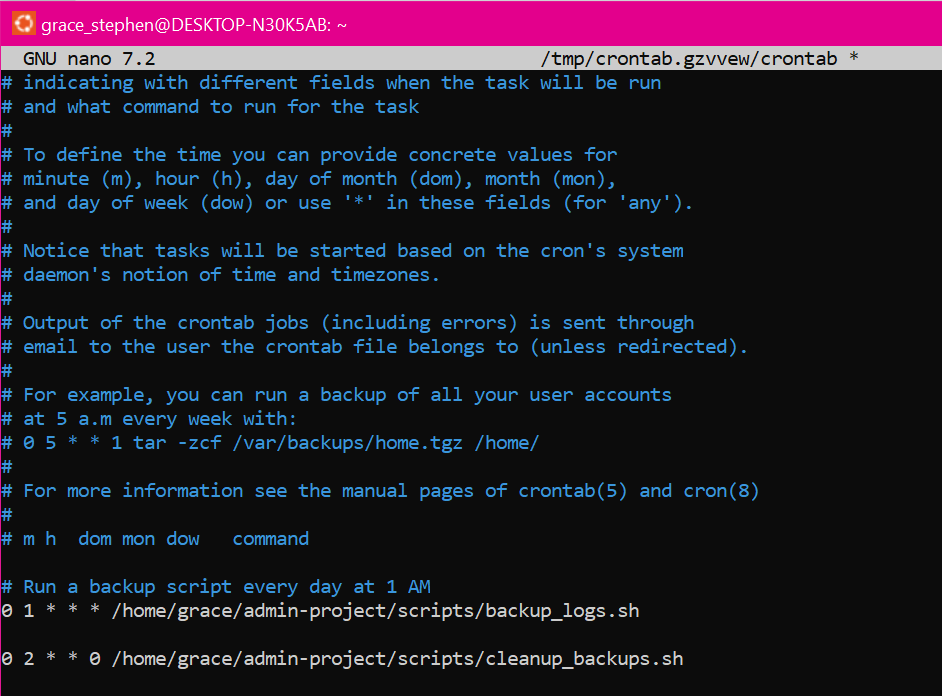 grace_stephen@DESKTOP-N30K5AB: ~
GNU nano 7.2 /tmp/crontab.gzvvew/crontab *
# indicating with different fields when the task will be run
# and what command to run for the task
#
# To define the time you can provide concrete values for
# minute (m), hour (h), day of month (dom), month (mon),
# and day of week (dow) or use '*' in these fields (for 'any').
#
# Notice that tasks will be started based on the cron's system
# daemon's notion of time and timezones.
#
# Output of the crontab jobs (including errors) is sent through
# email to the user the crontab file belongs to (unless redirected).
#
# For example, you can run a backup of all your user accounts
# at 5 a.m every week with:
# 0 5 * * 1 tar -zcf /var/backups/home.tgz /home/
#
# For more information see the manual pages of crontab(5) and cron(8)
#
# m h  dom mon dow   command
# Run a backup script every day at 1 AM
0 1 * * * /home/grace/admin-project/scripts/backup_logs.sh
0 2 * * 0 /home/grace/admin-project/scripts/cleanup_backups.sh